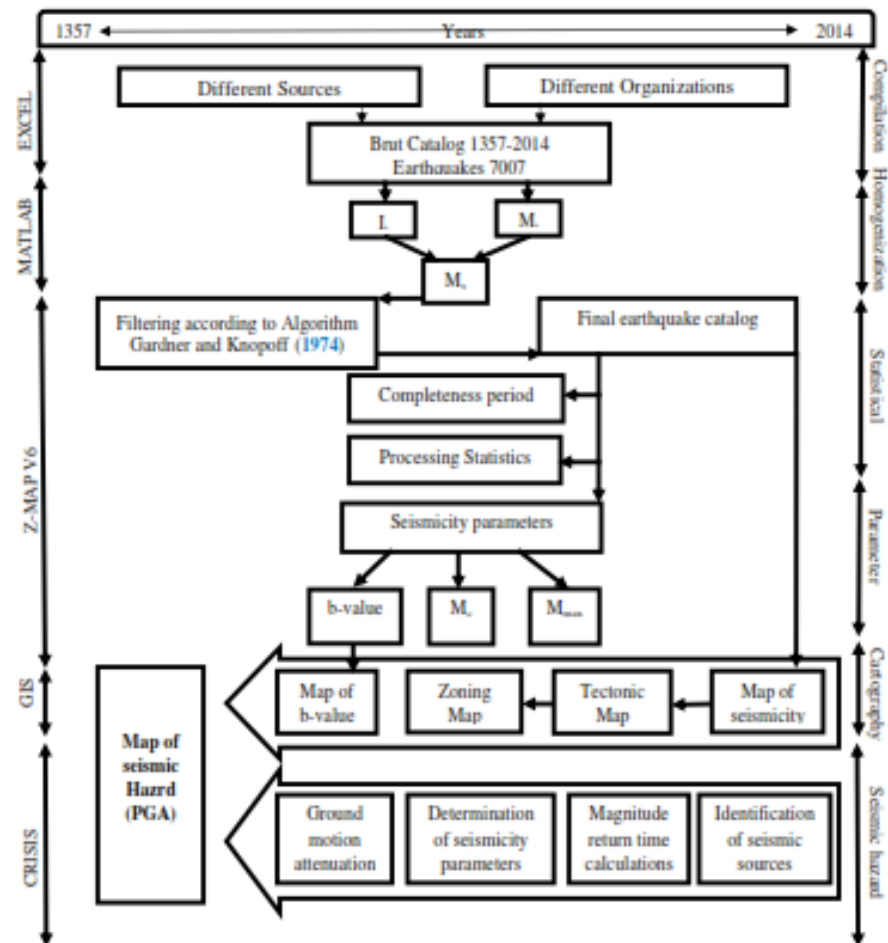 1357
Years
2014
EXCEL
Compilation
Different Sources
Different Organizations
Brut Catalog 1357-2014
Earthquakes 7007
MATLAB
Homogenization
M
Filtering according to Algorithm
Gardner and Knopoff (1974)
Final earthquake catalog
Statistical
Completeness period
Processing Statistics
Z-MAP V6
Seismicity parameters
Parameter
b-value
Mc
Mmax
Cartography
GIS
Map of
b-value
Zoning
Map
Tectonic
Map
Map of
seismicity
Map of
seismic
Hazrd
(PGA)
CRISIS
Seismic hazard
Ground
motion
attenuation
Determination
of seismicity
parameters
Magnitude
return time
calculations
Identification
of seismic
sources